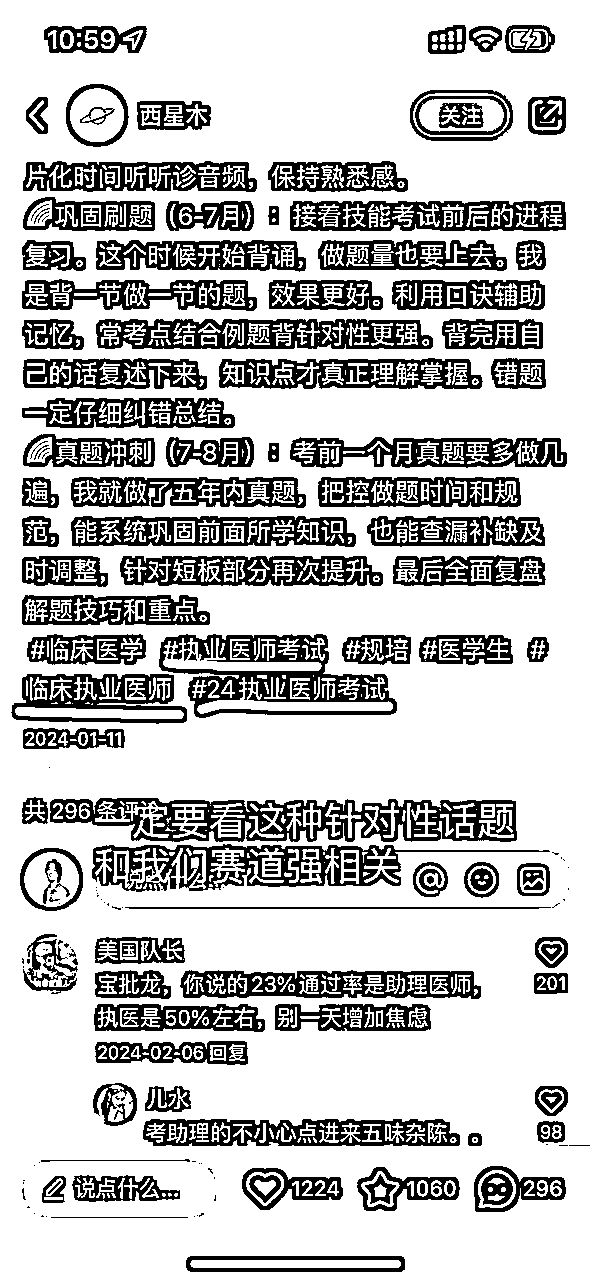 10:59
西星木
关注
片化时间听听诊音频，保持熟悉感。
🌈巩固刷题（6-7月）：接着技能考试前后的进程
复习。这个时候开始背诵，做题量也要上去。我
是背一节做一节的题，效果更好。利用口诀辅助
记忆，常考点结合例题背针对性更强。背完用自
己的话复述下来，知识点才真正理解掌握。错题
一定仔细纠错总结。
🌈真题冲刺（7-8月）：考前一个月真题要多做几
遍，我就做了五年内真题，把控做题时间和规
范，能系统巩固前面所学知识，也能查漏补缺及
时调整，针对短板部分再次提升。最后全面复盘
解题技巧和重点。
#临床医学 #执业医师考试 #规培 #医学生 #
临床执业医师 #24执业医师考试
2024-01-11
共 296 条评论
定要看这种针对性话题
和我们赛道强相关
美国队长
宝批龙，你说的23%通过率是助理医师，
执医是50%左右，别一天增加焦虑
2024-02-06 回复
201
儿水
考助理的不小心点进来五味杂陈。。
98
说点什么...
1224
1060
296